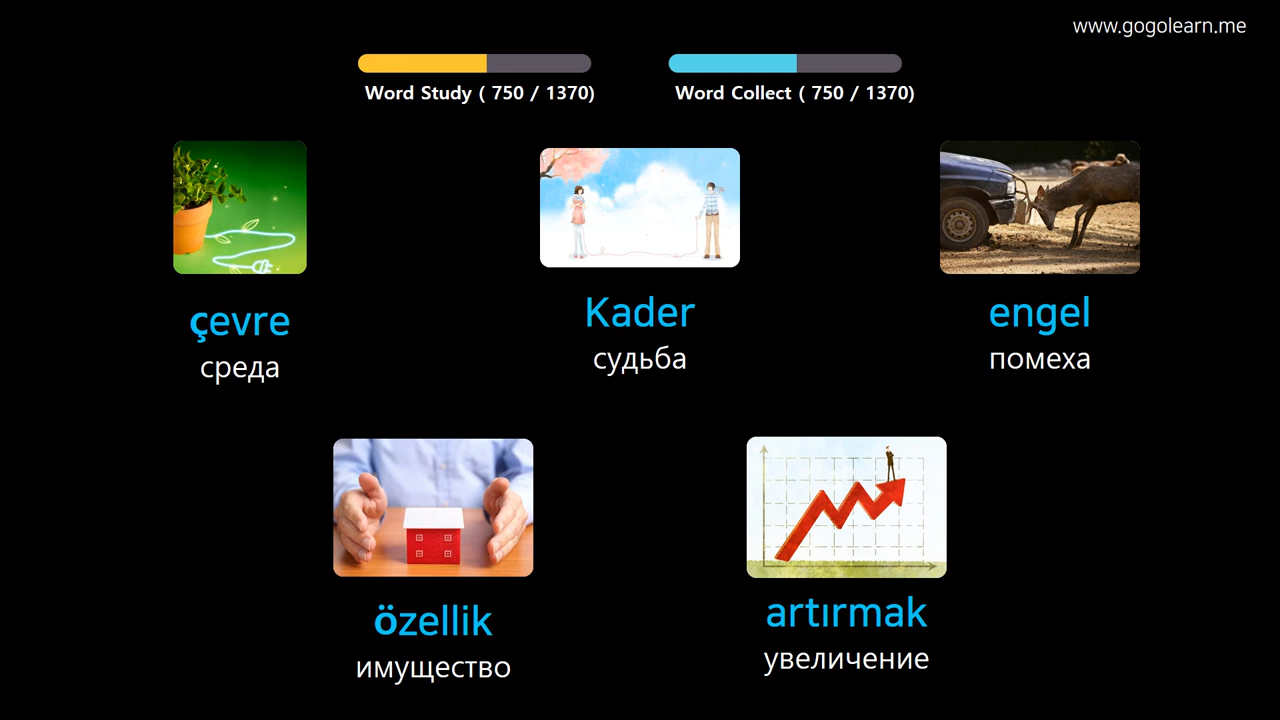 www.gogolearn.me
Word Study ( 750 / 1370)
Word Collect ( 750 / 1370)
çevre
среда
Kader
судьба
engel
помеха
özellik
имущество
artırmak
увеличение